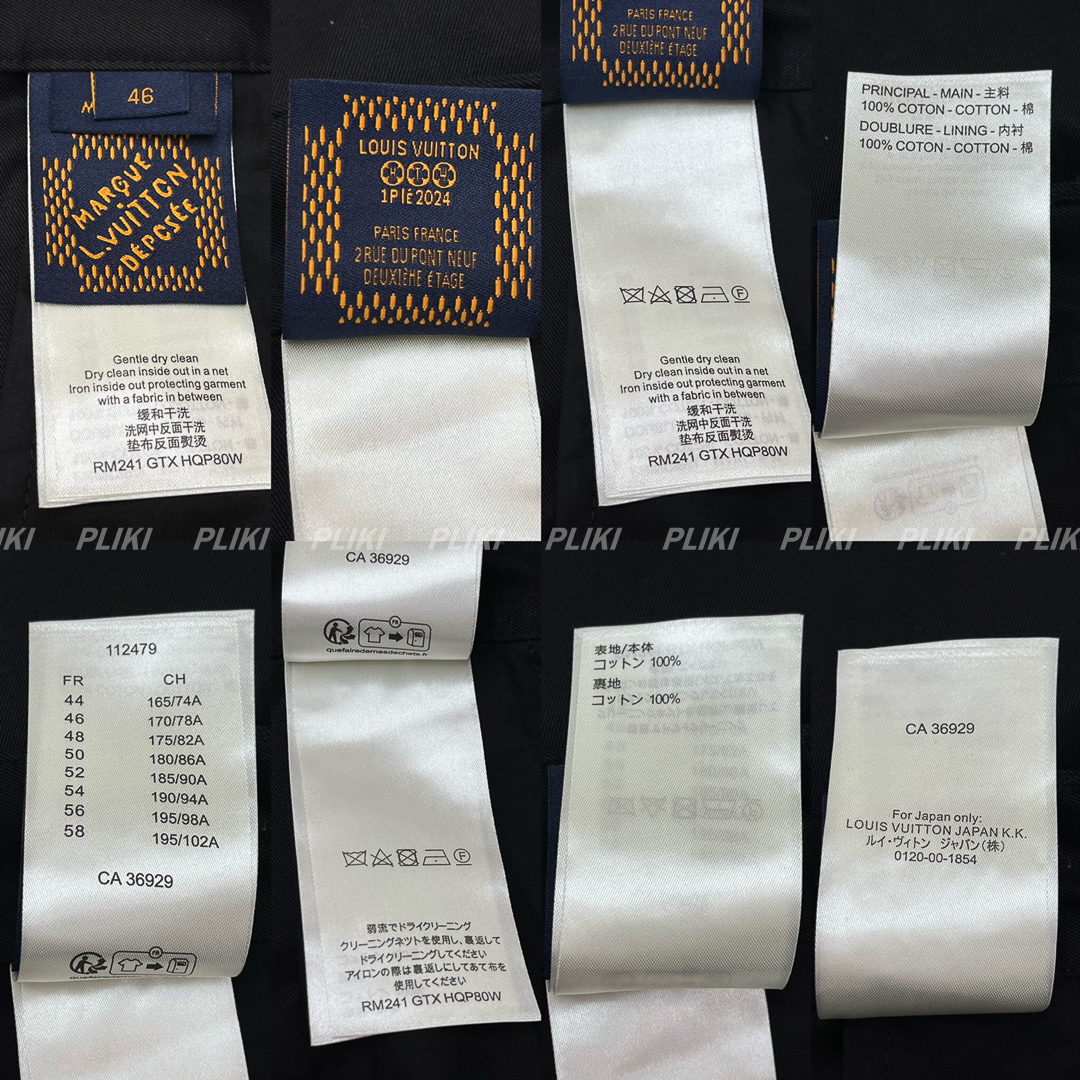 46
MARQUE
L.VUITTON
DÉPOSÉE
Gentle dry clean
Dry clean inside out in a net
Iron inside out protecting garment
with a fabric in between
缓和干洗
洗网中反面干洗
垫布反面熨烫
RM241 GTX HQP80W
LOUIS VUITTON
1PIÉ2024
PARIS FRANCE
2 RUE DU PONT NEUF
DEUXIÈME ÉTAGE
PARIS FRANCE
2 RUE DU PONT NEUF
DEUXIÈME ÉTAGE
Gentle dry clean
Dry clean inside out in a net
Iron inside out protecting garment
with a fabric in between
缓和干洗
洗网中反面干洗
垫布反面熨烫
RM241 GTX HQP80W
PRINCIPAL - MAIN - 主料
100% COTON - COTTON - 棉
DOUBLURE - LINING - 内衬
100% COTON - COTTON - 棉
PLIKI PLIKI PLIKI PLIKI PLIKI PLIKI PLIKI PLIKI
112479
FR CH
44 165/74A
46 170/78A
48 175/82A
50 180/86A
52 185/90A
54 190/94A
56 195/98A
58 195/102A
CA 36929
FR
CA 36929
FR
quefairedemesdechets.fr
弱流でドライクリーニング
クリーニングネットを使用し、裏返して
ドライクリーニングしてください
アイロンの際は裏返しにしてあて布を
使用してください
RM241 GTX HQP80W
表地/本体
コットン 100%
裏地
コットン 100%
CA 36929
For Japan only:
LOUIS VUITTON JAPAN K.K.
ルイ・ヴィトン ジャパン(株)
0120-00-1854